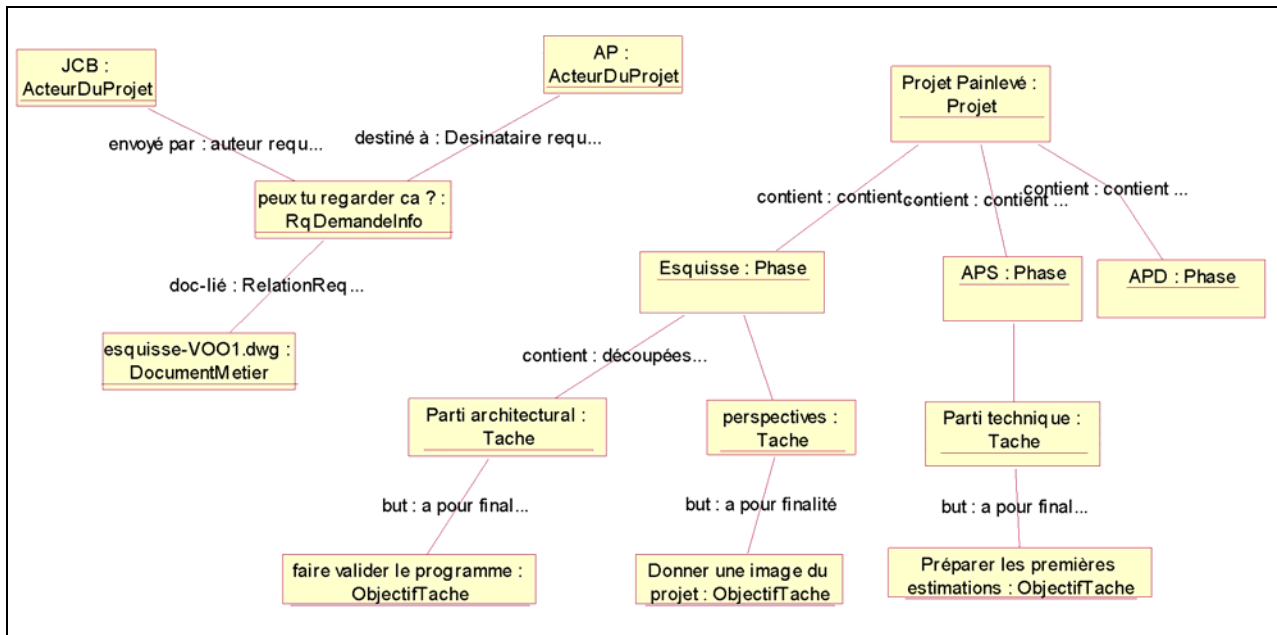 JCB :
ActeurDuProjet
AP :
ActeurDuProjet
Projet Painlevé :
Projet
envoyé par : auteur requ...
destiné à : Desinataire requ...
peux tu regarder ca ? :
RqDemandeInfo
contient : contient ...
contient : contient ...
contient : contient ...
Esquisse : Phase
APS : Phase
APD : Phase
doc-lié : RelationReq...
esquisse-VOO1.dwg :
DocumentMetier
contient : découpées...
Parti architectural :
Tache
perspectives :
Tache
Parti technique :
Tache
but : a pour final...
but : a pour finalité
but : a pour final...
faire valider le programme :
ObjectifTache
Donner une image du
projet : ObjectifTache
Préparer les premières
estimations : ObjectifTache